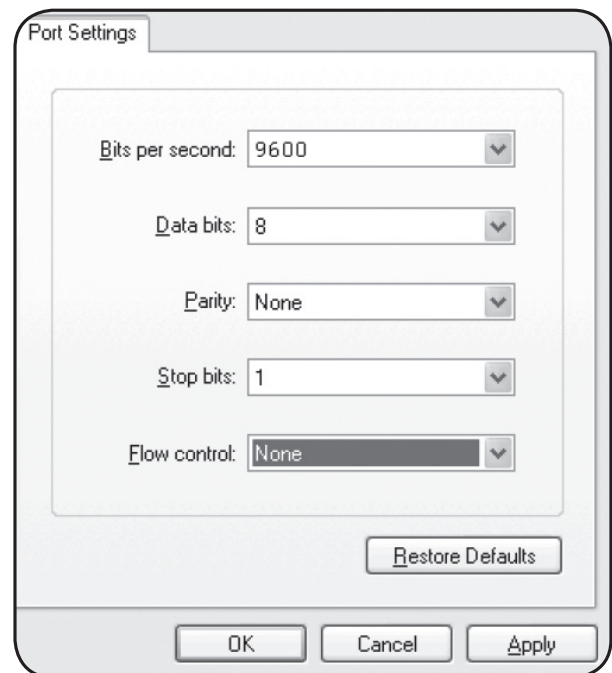 Port Settings
Bits per second: 9600
Data bits: 8
Parity: None
Stop bits: 1
Flow control: None
Restore Defaults
OK Cancel Apply